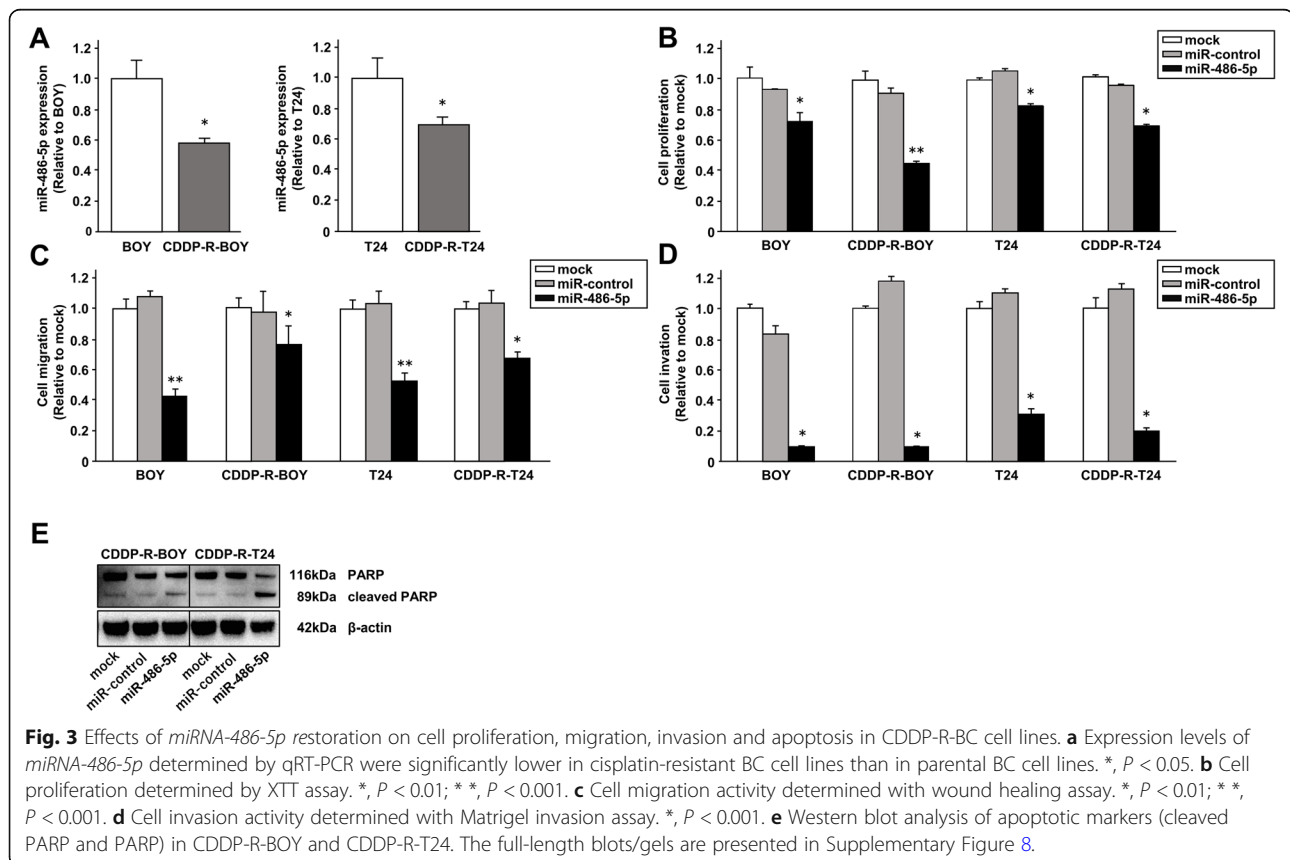 A
miR-486-5p expression
(Relative to BOY)
1.2
1.0
0.8
0.6
0.4
0.2
0
*
BOY CDDP-R-BOY
miR-486-5p expression
(Relative to T24)
1.2
1.0
0.8
0.6
0.4
0.2
0
*
T24 CDDP-R-T24
B
mock
miR-control
miR-486-5p
Cell proliferation
(Relative to mock)
1.2
1.0
0.8
0.6
0.4
0.2
0
* ** * *
BOY CDDP-R-BOY T24 CDDP-R-T24
C
mock
miR-control
miR-486-5p
Cell migration
(Relative to mock)
1.2
1.0
0.8
0.6
0.4
0.2
0
** * ** *
BOY CDDP-R-BOY T24 CDDP-R-T24
D
mock
miR-control
miR-486-5p
Cell invation
(Relative to mock)
1.2
1.0
0.8
0.6
0.4
0.2
0
* * * *
BOY CDDP-R-BOY T24 CDDP-R-T24
E
CDDP-R-BOY CDDP-R-T24
116kDa PARP
89kDa cleaved PARP
42kDa β-actin
mock miR-control miR-486-5p mock miR-control miR-486-5p
Fig. 3 Effects of miRNA-486-5p restoration on cell proliferation, migration, invasion and apoptosis in CDDP-R-BC cell lines. a Expression levels of
miRNA-486-5p determined by qRT-PCR were significantly lower in cisplatin-resistant BC cell lines than in parental BC cell lines. *, P < 0.05. b Cell
proliferation determined by XTT assay. *, P < 0.01; * *, P < 0.001. c Cell migration activity determined with wound healing assay. *, P < 0.01; * *,
P < 0.001. d Cell invasion activity determined with Matrigel invasion assay. *, P < 0.001. e Western blot analysis of apoptotic markers (cleaved
PARP and PARP) in CDDP-R-BOY and CDDP-R-T24. The full-length blots/gels are presented in Supplementary Figure 8.